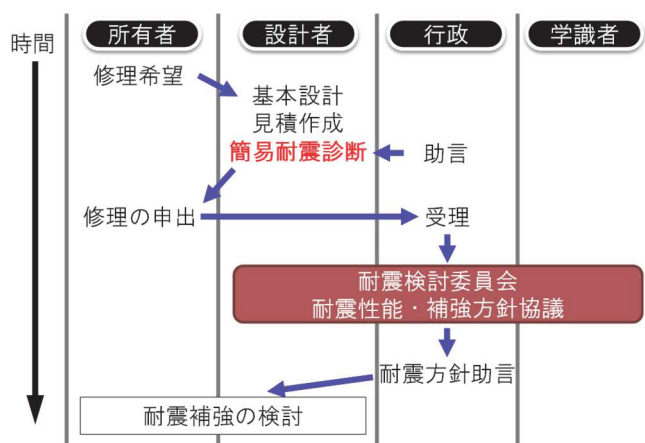 時間
所有者
設計者
行政
学識者
修理希望
基本設計
見積作成
簡易耐震診断
助言
修理の申出
受理
耐震検討委員会
耐震性能・補強方針協議
耐震方針助言
耐震補強の検討